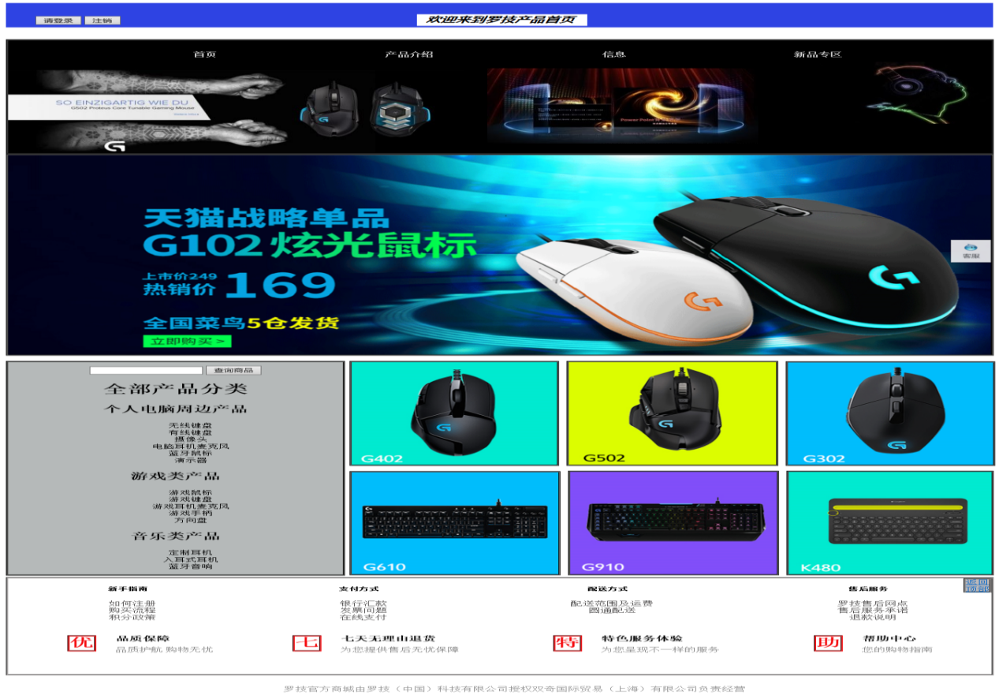 请登录 注销
欢迎来到罗技产品首页
首页 产品介绍 信息 新品专区
SO EINZIGARTIG WIE DU
G502 Proteus Core Tunable Gaming Mouse
天猫战略单品
G102 炫光鼠标
上市价249
热销价 169
全国菜鸟5仓发货
立即购买 >
客服
查询商品
全部产品分类
个人电脑周边产品
无线键盘
有线键盘
摄像头
电脑耳机麦克风
蓝牙鼠标
演示器
游戏类产品
游戏鼠标
游戏键盘
游戏耳机麦克风
游戏手柄
方向盘
音乐类产品
定制耳机
入耳式耳机
蓝牙音响
G402
G502
G302
G610
G910
K480
新手指南
如何注册
购买流程
积分政策
支付方式
银行汇款
发票问题
在线支付
配送方式
配送范围及运费
圆通配送
售后服务
罗技售后网点
售后服务承诺
退款说明
返回
顶部
优 品质保障
品质护航 购物无忧
七 七天无理由退货
为您提供售后无忧保障
特 特色服务体验
为您呈现不一样的服务
助 帮助中心
您的购物指南
罗技官方商城由罗技（中国）科技有限公司授权双奇国际贸易（上海）有限公司负责经营